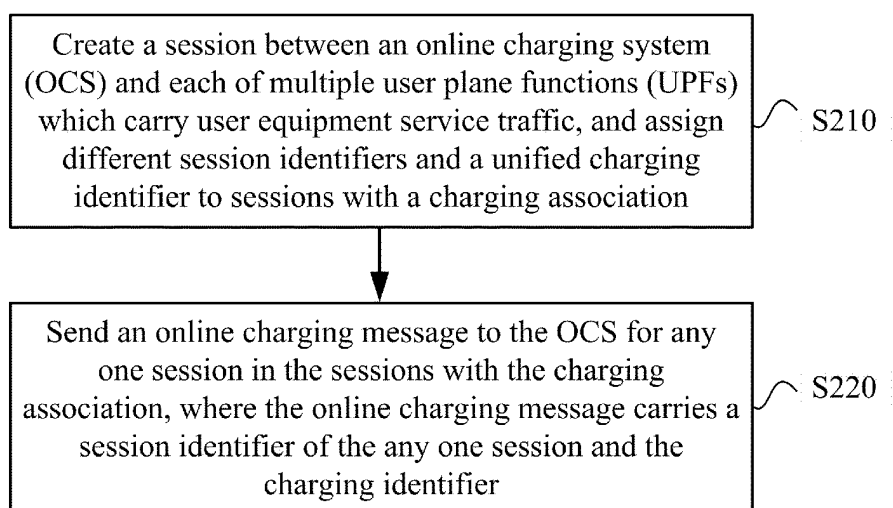 Create a session between an online charging system
(OCS) and each of multiple user plane functions (UPFs)
which carry user equipment service traffic, and assign
different session identifiers and a unified charging
identifier to sessions with a charging association
S210
Send an online charging message to the OCS for any
one session in the sessions with the charging
association, where the online charging message carries a
session identifier of the any one session and the
charging identifier
S220